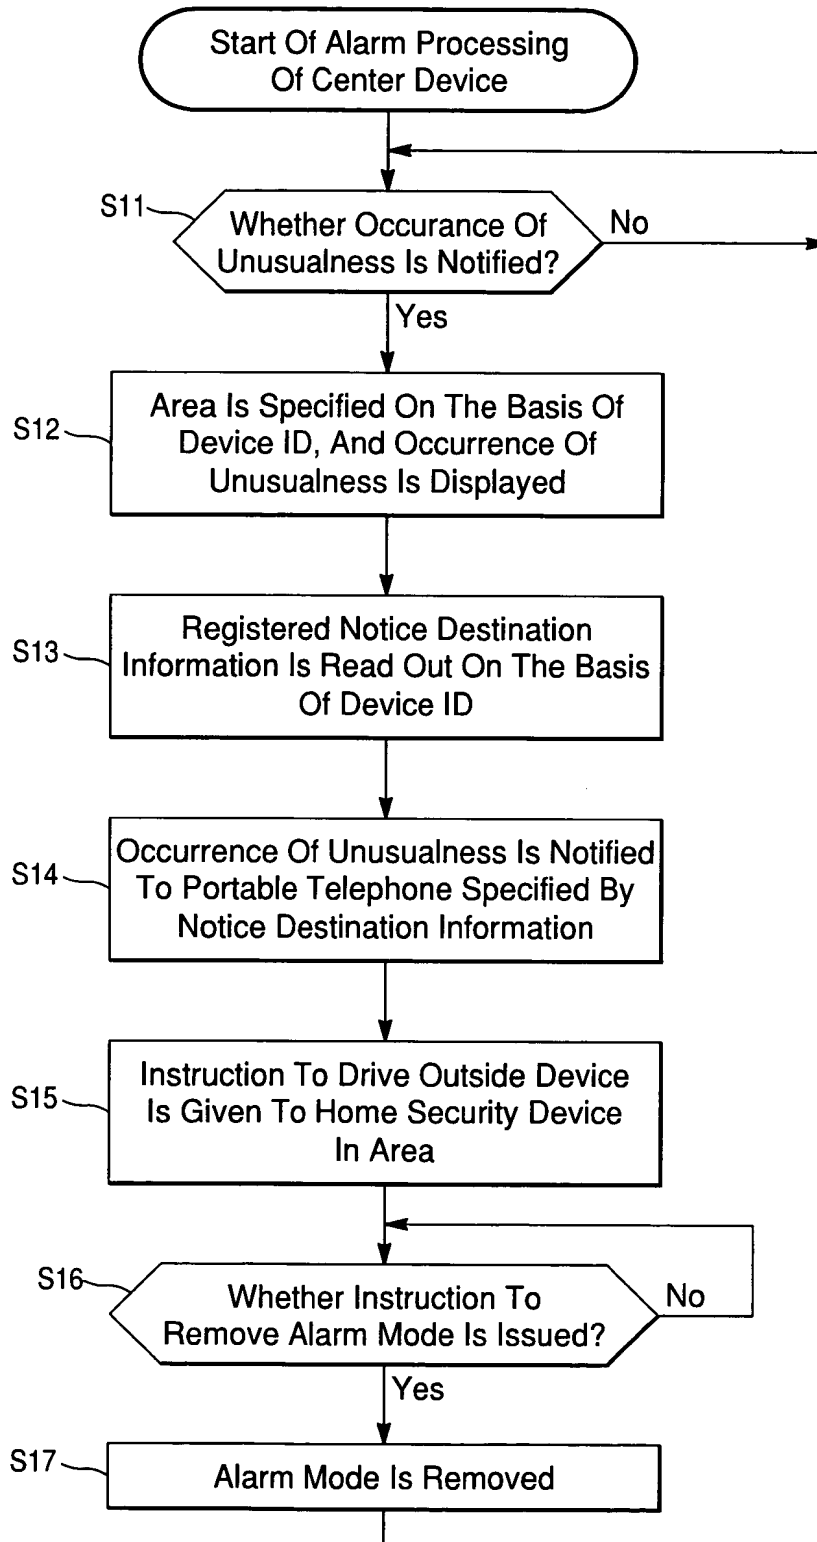 Start Of Alarm Processing
Of Center Device
S11
Whether Occurance Of
Unusualness Is Notified?
No
Yes
S12
Area Is Specified On The Basis Of
Device ID, And Occurrence Of
Unusualness Is Displayed
S13
Registered Notice Destination
Information Is Read Out On The Basis
Of Device ID
S14
Occurrence Of Unusualness Is Notified
To Portable Telephone Specified By
Notice Destination Information
S15
Instruction To Drive Outside Device
Is Given To Home Security Device
In Area
S16
Whether Instruction To
Remove Alarm Mode Is Issued?
No
Yes
S17
Alarm Mode Is Removed